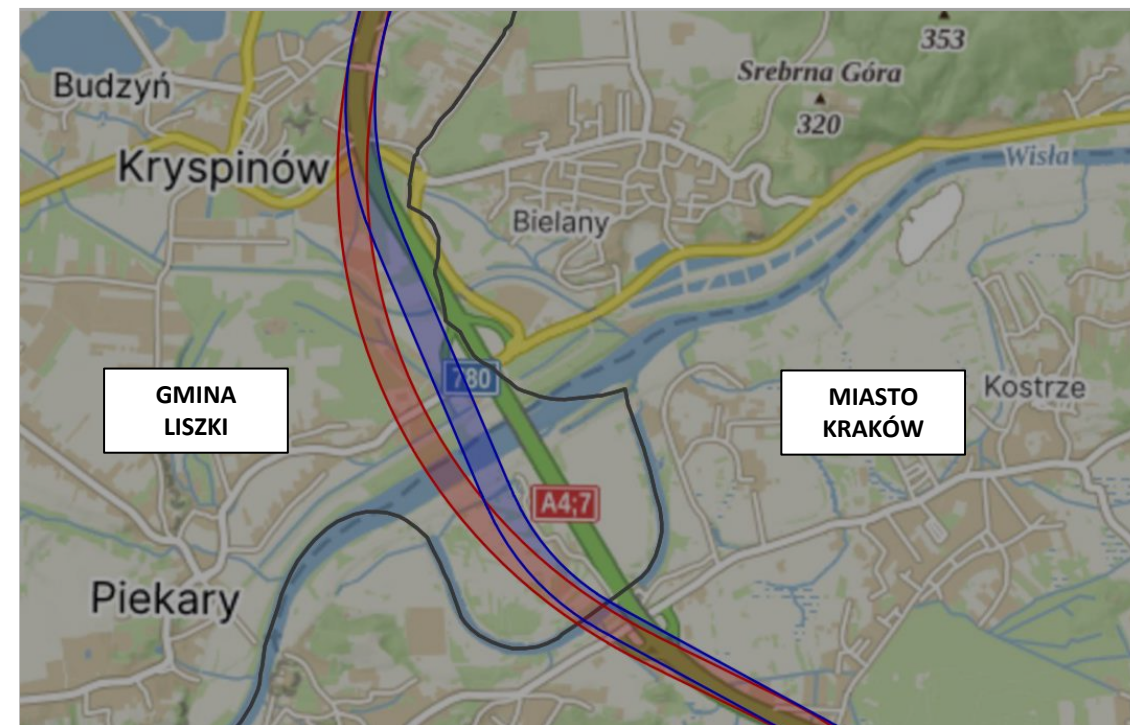 353
Srebrna Góra
320
Budzyń
Kryspinów
Wisła
Bielany
780
GMINA
LISZKI
MIASTO
KRAKÓW
Kostrze
A4;7
Piekary